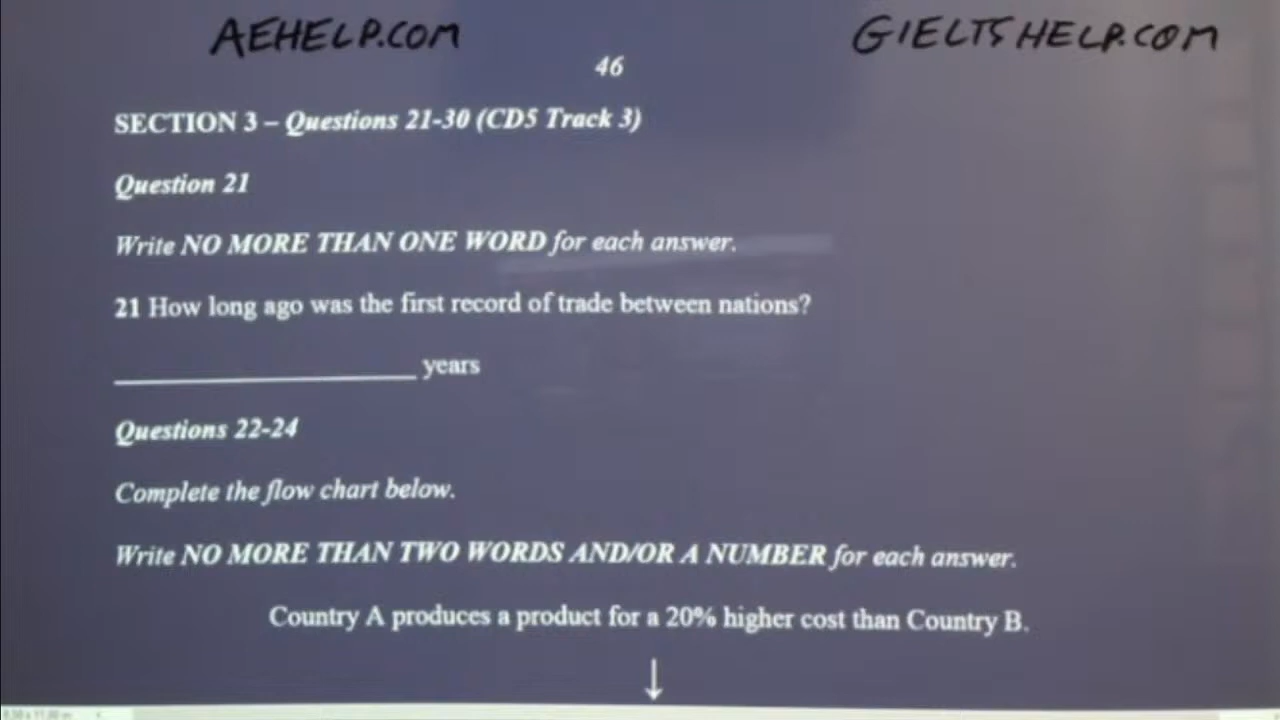 AEHELP.COM
GIELTSHELP.COM
46
SECTION 3 – Questions 21-30 (CD5 Track 3)
Question 21
Write NO MORE THAN ONE WORD for each answer.
21 How long ago was the first record of trade between nations?
____________________ years
Questions 22-24
Complete the flow chart below.
Write NO MORE THAN TWO WORDS AND/OR A NUMBER for each answer.
Country A produces a product for a 20% higher cost than Country B.
↓